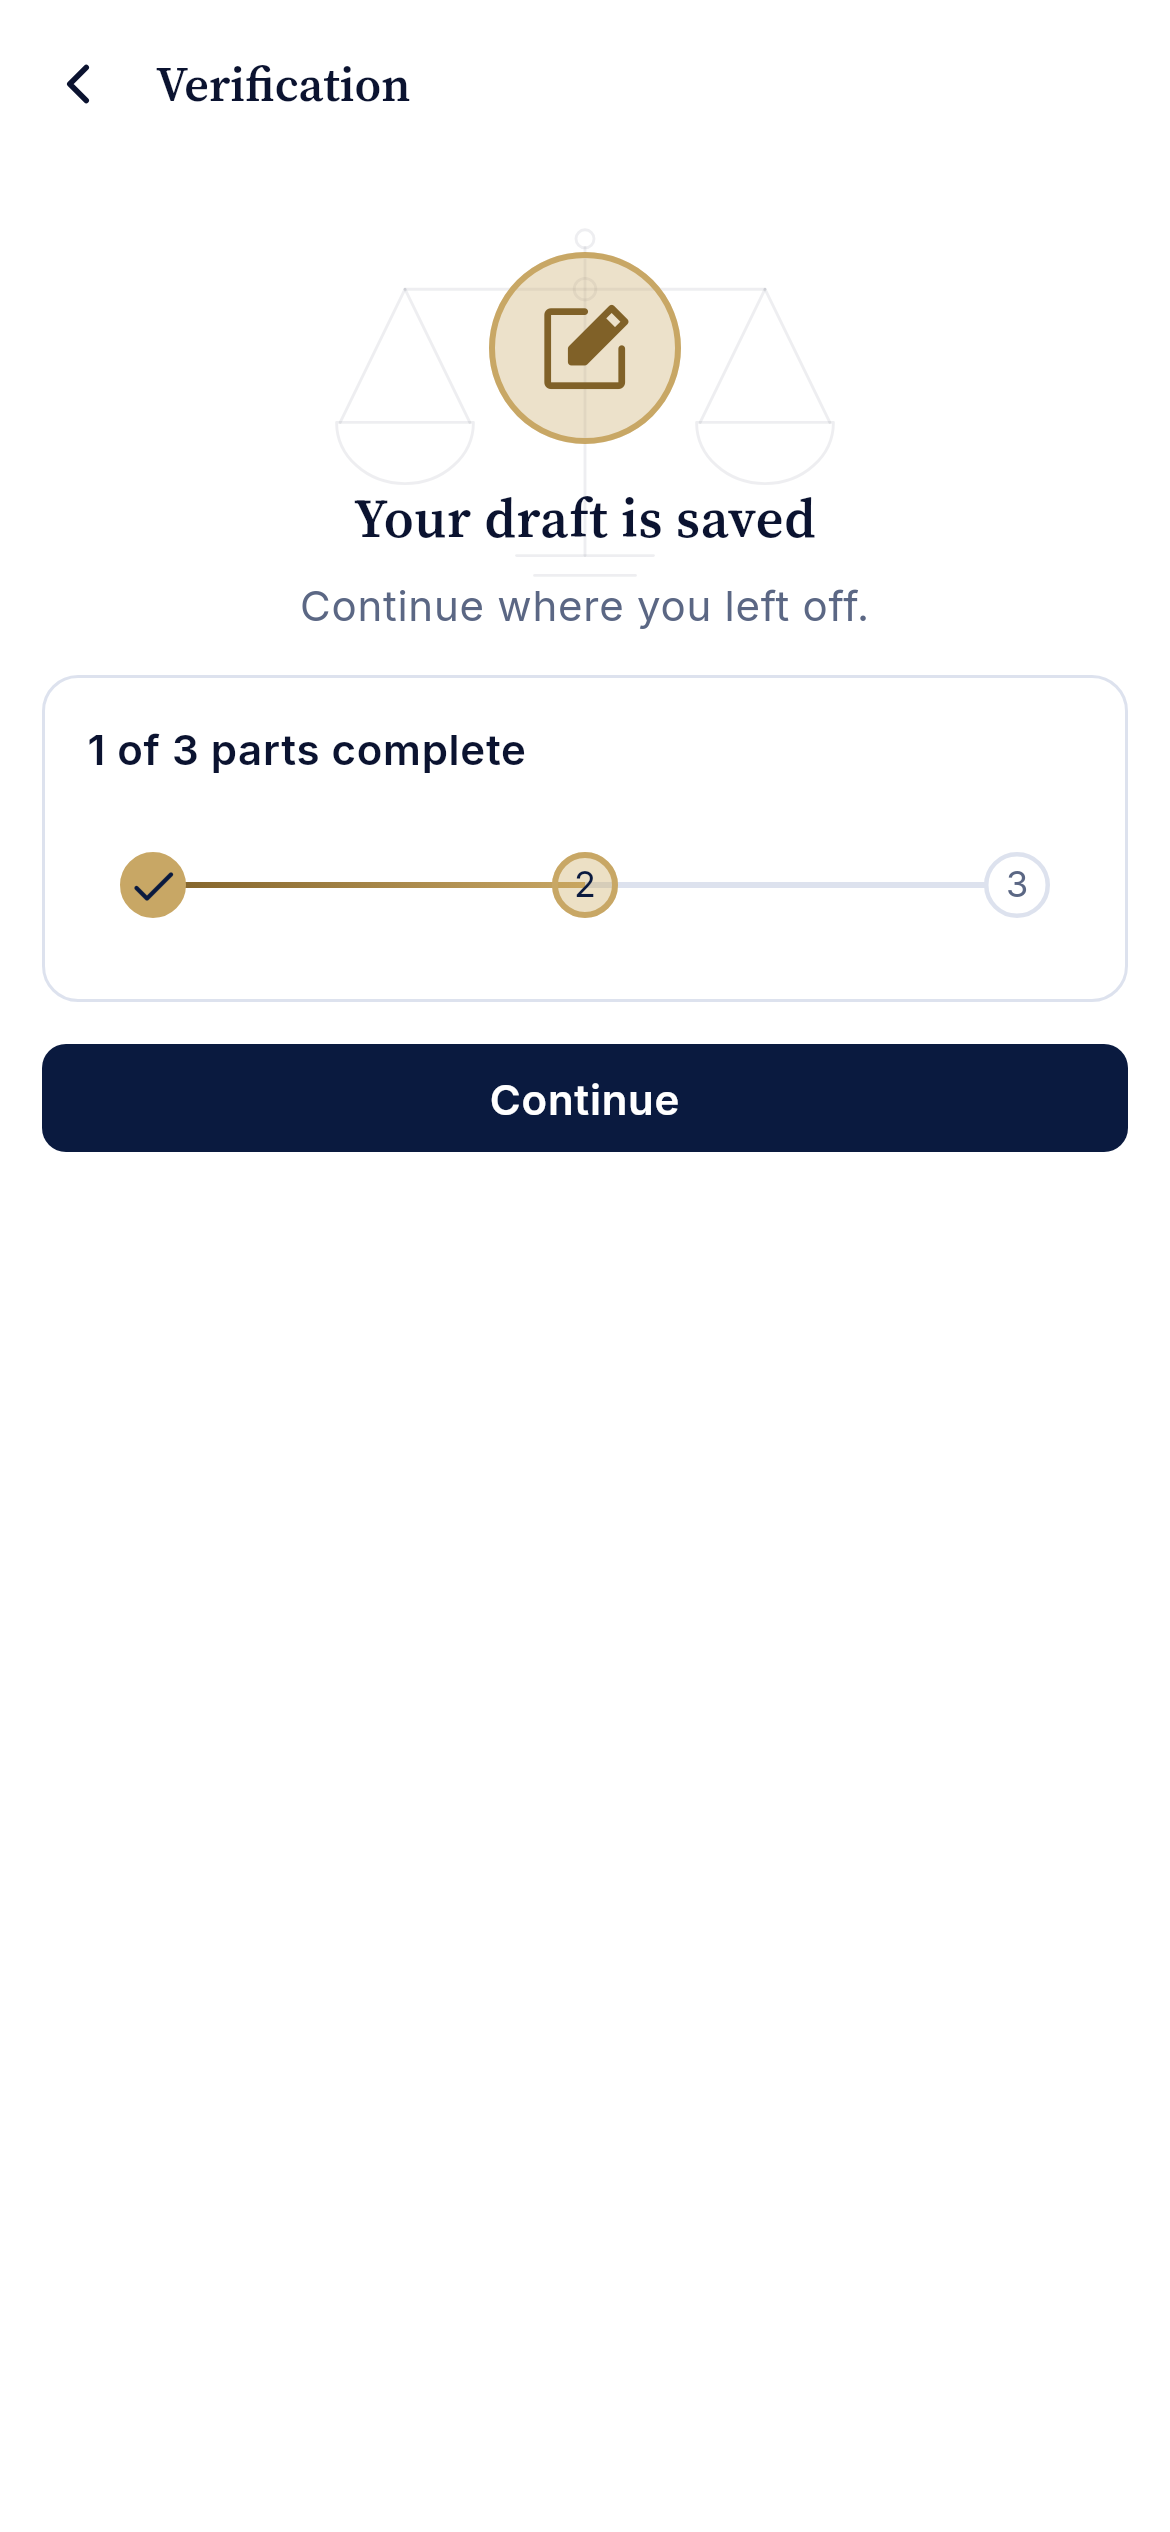 Verification
Your draft is saved
Continue where you left off.
1 of 3 parts complete
2
3
Continue